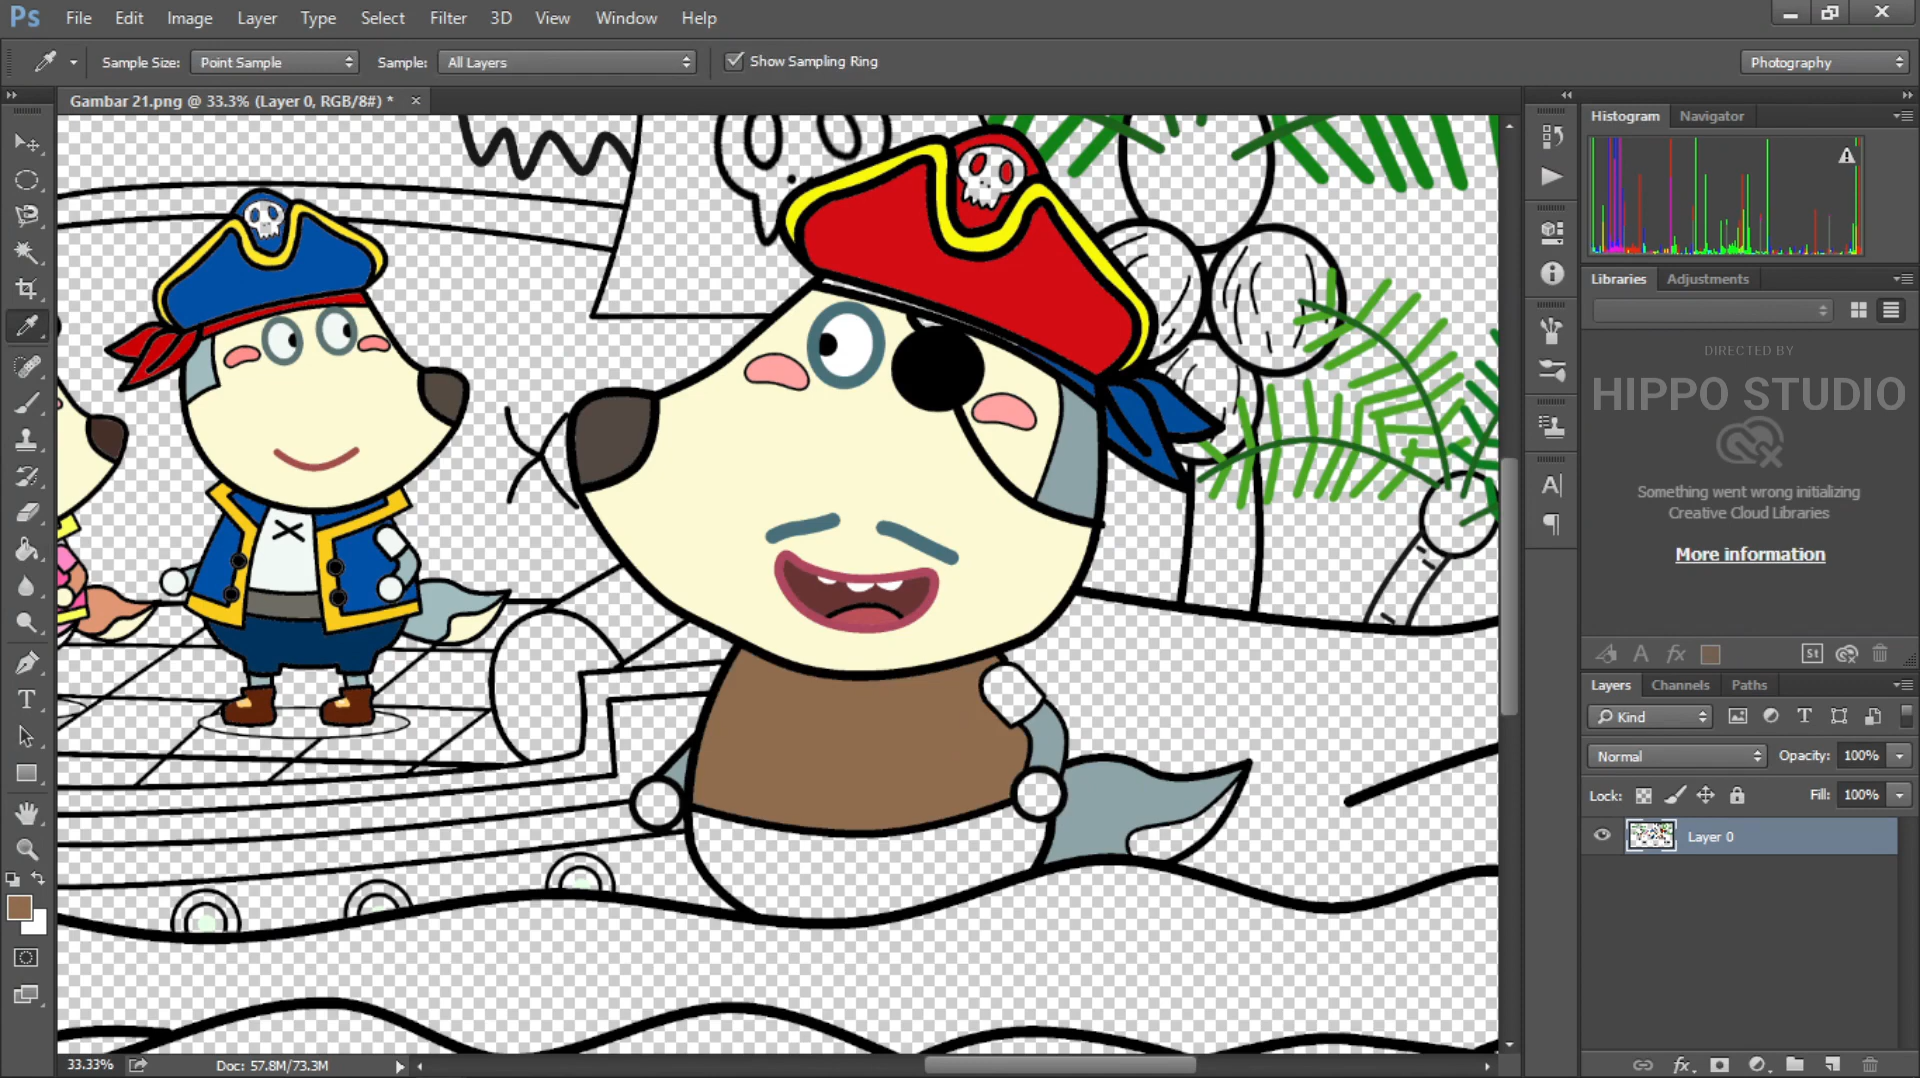 Ps File Edit Image Layer Type Select Filter 3D View Window Help
Sample Size: Point Sample Sample: All Layers Show Sampling Ring Photography
Gambar 21.png @ 33.3% (Layer 0, RGB/8#) * ×
Histogram Navigator
Libraries Adjustments
DIRECTED BY
HIPPO STUDIO
Something went wrong initializing
Creative Cloud Libraries
More information
St
Layers Channels Paths
Kind
Normal Opacity: 100%
Lock: Fill: 100%
Layer 0
33.33% Doc: 57.8M/73.3M